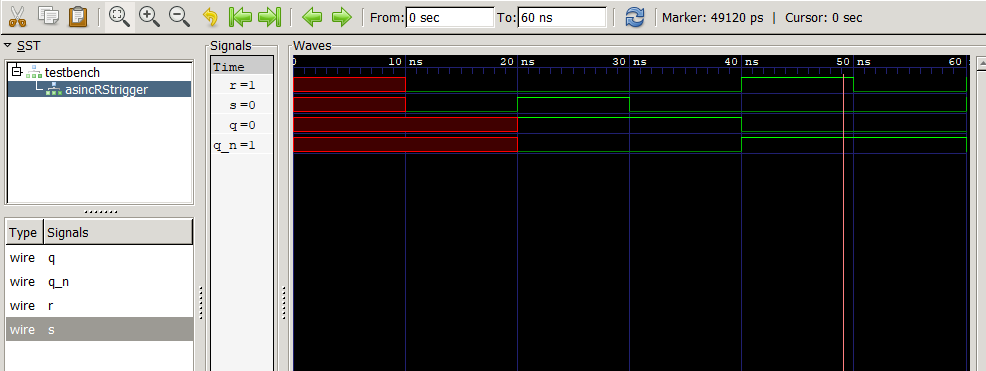 From: 0 sec To: 60 ns Marker: 49120 ps | Cursor: 0 sec
SST
testbench
asincRStrigger
Type Signals
wire q
wire q_n
wire r
wire s
Signals
Time
r =1
s =0
q =0
q_n =1
Waves
0 10 ns 20 ns 30 ns 40 ns 50 ns 60